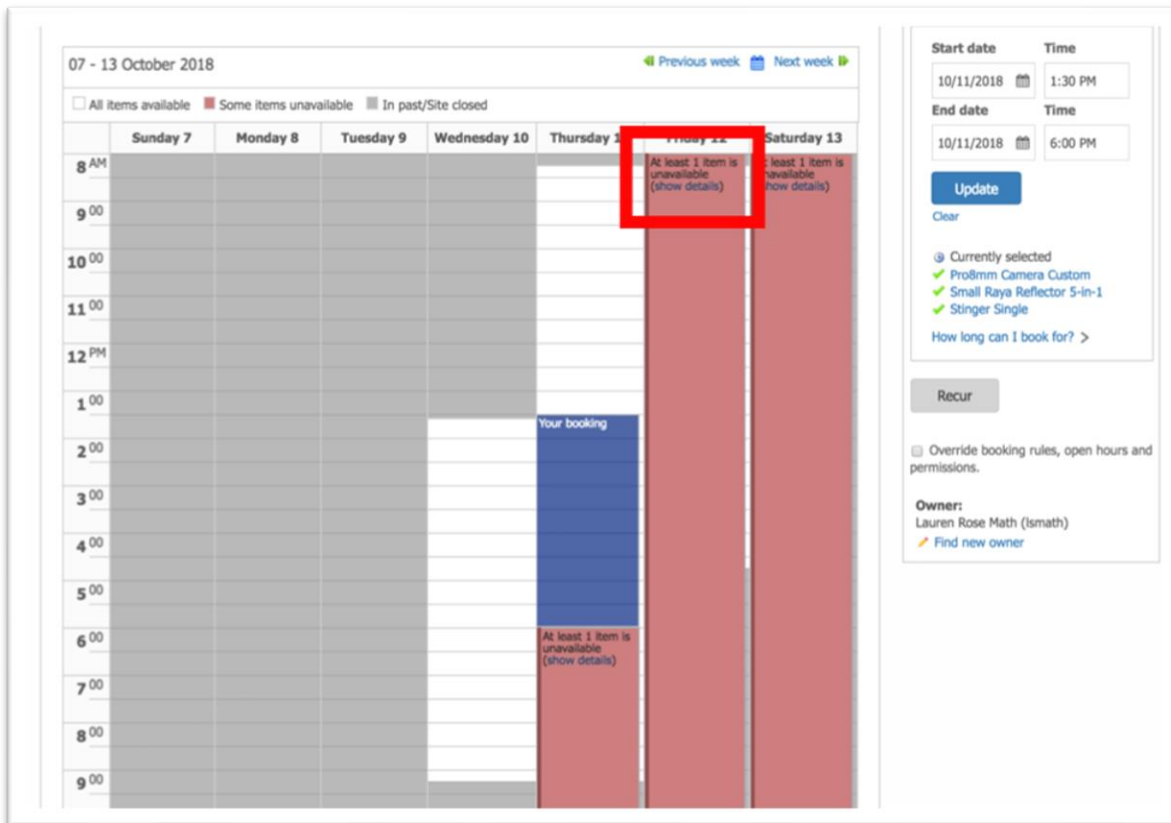 07 - 13 October 2018
Previous week Next week
All items available Some items unavailable In past/Site closed
Sunday 7 Monday 8 Tuesday 9 Wednesday 10 Thursday Saturday 13
8 AM
At least 1 item is
unavailable
(show details)
9 00
10 00
11 00
12 PM
1 00
Your booking
2 00
3 00
4 00
5 00
6 00
At least 1 item is
unavailable
(show details)
7 00
8 00
9 00
Start date Time
10/11/2018 1:30 PM
End date Time
10/11/2018 6:00 PM
Update
Clear
Currently selected
Pro8mm Camera Custom
Small Raya Reflector 5-in-1
Stinger Single
How long can I book for? >
Recur
Override booking rules, open hours and
permissions.
Owner:
Lauren Rose Math (lsmath)
Find new owner